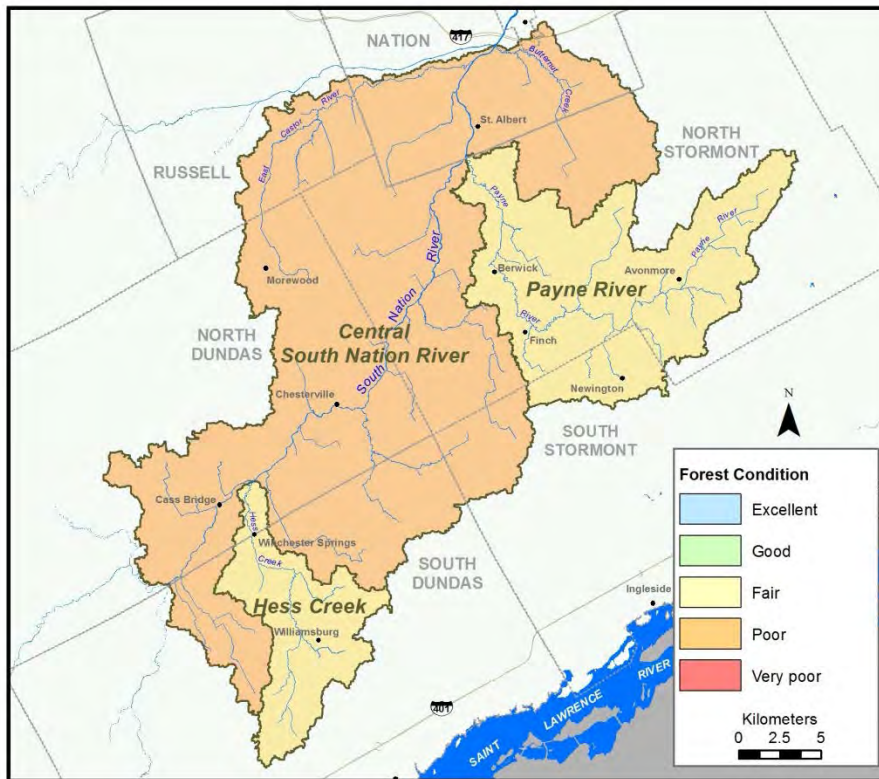 417
NATION
Butternut
Creek
East Castor River
St. Albert
NORTH
STORMONT
RUSSELL
Payne
River
Payne River
Berwick
Avonmore
Morewood
Payne River
NORTH
DUNDAS
Central
South Nation River
South Nation River
Finch
Newington
Chesterville
SOUTH
STORMONT
N
Cass Bridge
Hess
Creek
Winchester Springs
SOUTH
DUNDAS
Hess Creek
Williamsburg
Ingleside
401
SAINT LAWRENCE RIVER
Forest Condition
Excellent
Good
Fair
Poor
Very poor
Kilometers
0 2.5 5